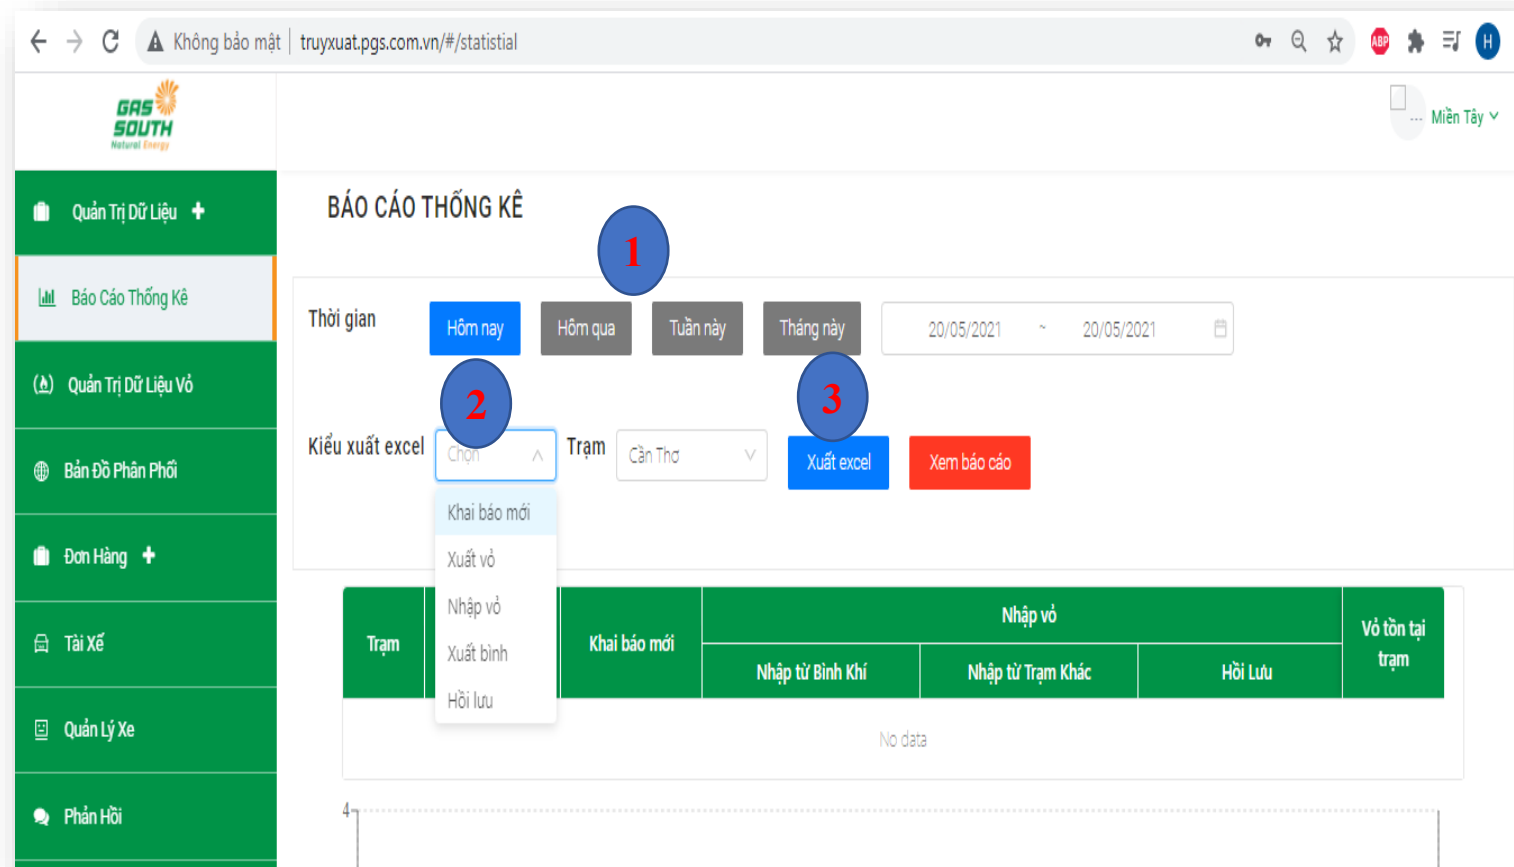 Không bảo mật | truyxuat.pgs.com.vn/#/statistial
ABP
H
GAS
SOUTH
Natural Energy
... Miền Tây
Quản Trị Dữ Liệu +
Báo Cáo Thống Kê
Quản Trị Dữ Liệu Vỏ
Bản Đồ Phân Phối
Đơn Hàng +
Tài Xế
Quản Lý Xe
Phản Hồi
BÁO CÁO THỐNG KÊ
1
Thời gian
Hôm nay
Hôm qua
Tuần này
Tháng này
20/05/2021 ~ 20/05/2021
2
3
Kiểu xuất excel
Chọn
Trạm
Cần Thơ
Xuất excel
Xem báo cáo
Khai báo mới
Xuất vỏ
Nhập vỏ
Xuất bình
Hồi lưu
Trạm
Khai báo mới
Nhập vỏ
Nhập từ Bình Khí
Nhập từ Trạm Khác
Hồi Lưu
Vỏ tồn tại
trạm
No data
4